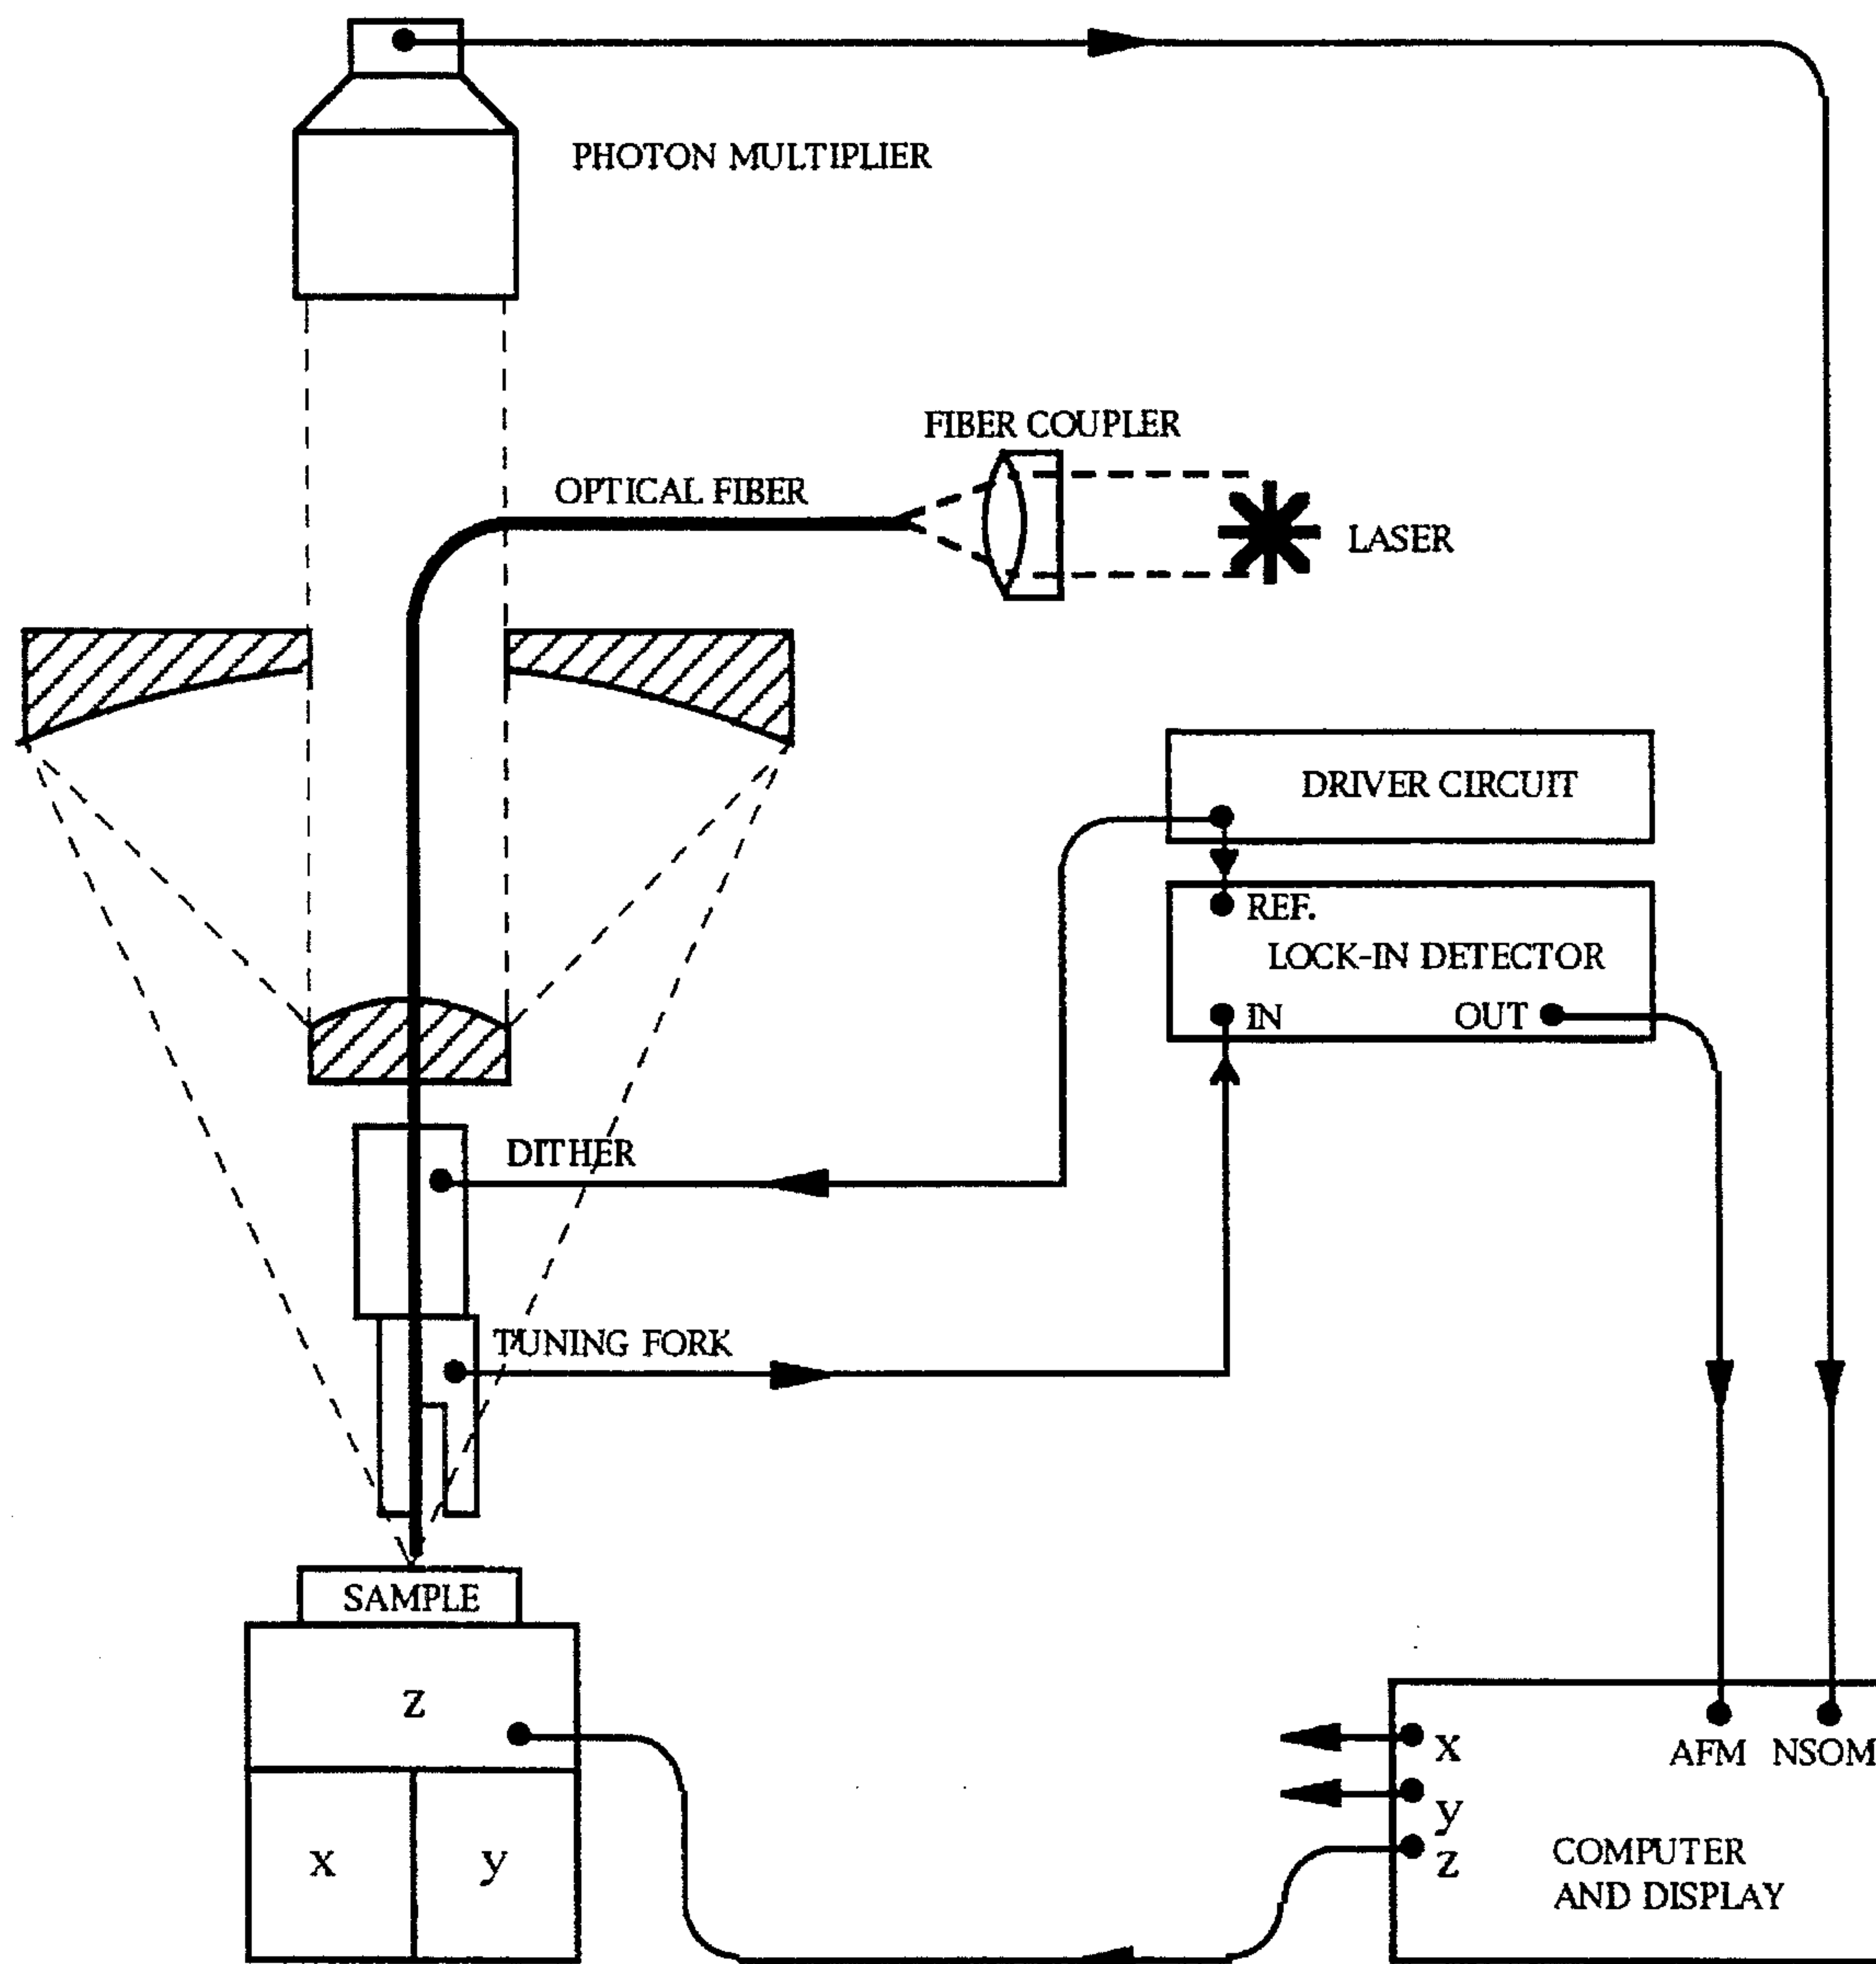 PHOTON MULTIPLIER
FIBER COUPLER
OPTICAL FIBER
LASER
DRIVER CIRCUIT
REF.
LOCK-IN DETECTOR
IN
OUT
DITHER
TUNING FORK
SAMPLE
z
x
y
x
y
z
AFM
NSOM
COMPUTER
AND DISPLAY